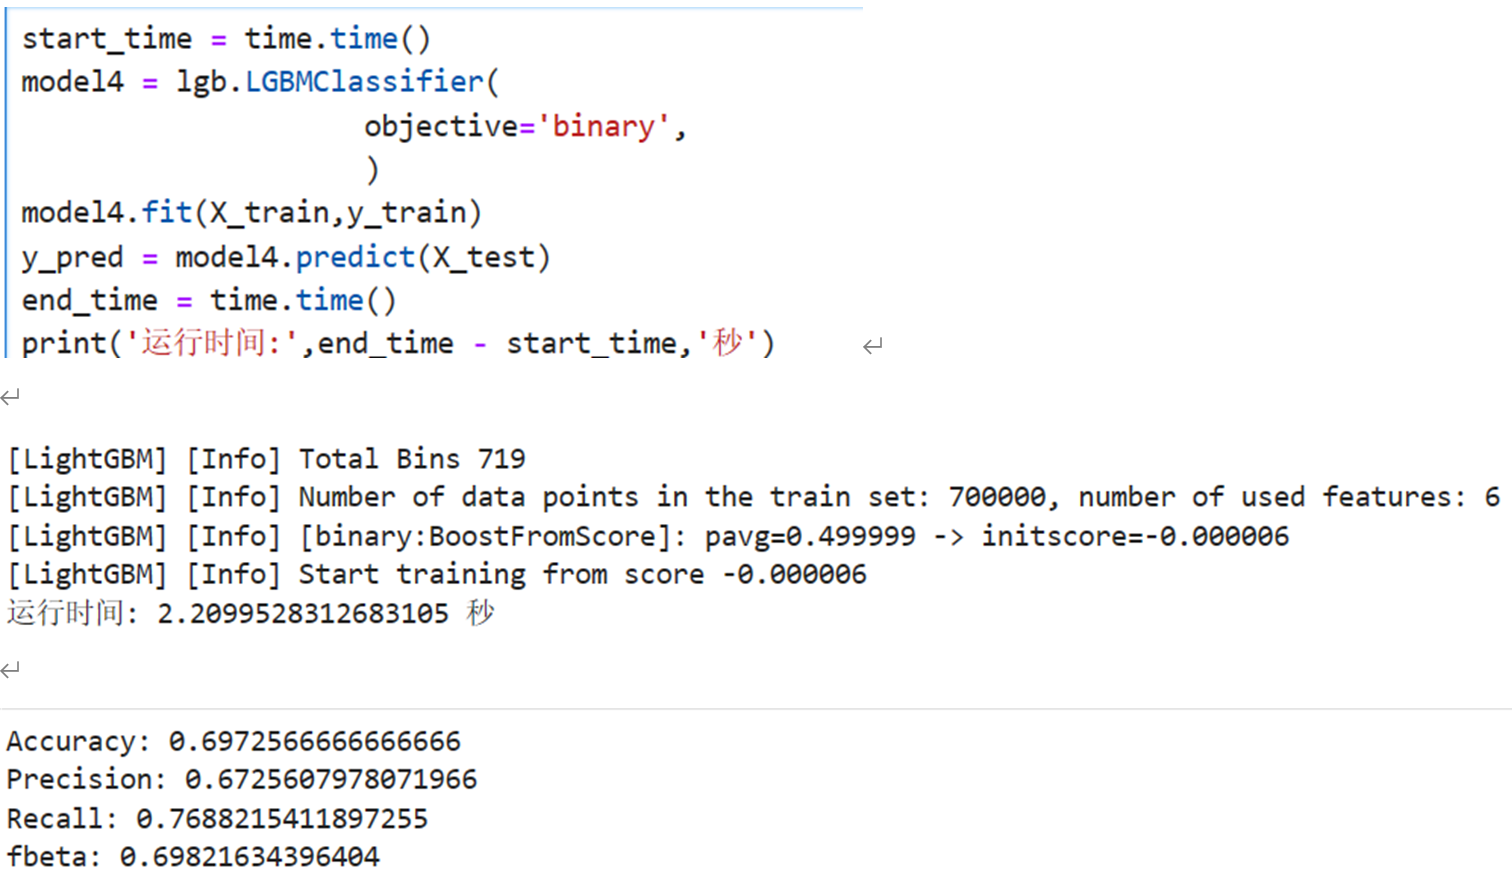 start_time = time.time()
model4 = lgb.LGBMClassifier(
objective='binary',
)
model4.fit(X_train,y_train)
y_pred = model4.predict(X_test)
end_time = time.time()
print('运行时间:',end_time - start_time,'秒')
[LightGBM] [Info] Total Bins 719
[LightGBM] [Info] Number of data points in the train set: 700000, number of used features: 6
[LightGBM] [Info] [binary:BoostFromScore]: pavg=0.499999 -> initscore=-0.000006
[LightGBM] [Info] Start training from score -0.000006
运行时间: 2.2099528312683105 秒
Accuracy: 0.6972566666666666
Precision: 0.6725607978071966
Recall: 0.7688215411897255
fbeta: 0.69821634396404